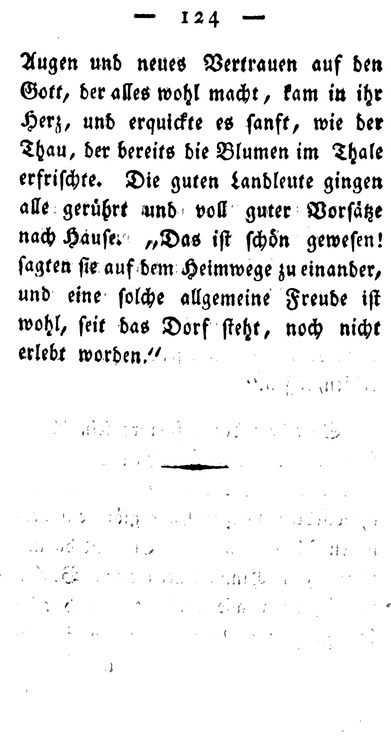 — 124 —
Augen und neues Vertrauen auf den
Gott, der alles wohl macht, kam in ihr
Herz, und erquickte es sanft, wie der
Thau, der bereits die Blumen im Thale
erfrischte. Die guten Landleute gingen
alle gerührt und voll guter Vorsätze
nach Hause. „Das ist schön gewesen!
sagten sie auf dem Heimwege zu einander,
und eine solche allgemeine Freude ist
wohl, seit das Dorf steht, noch nicht
erlebt worden.“